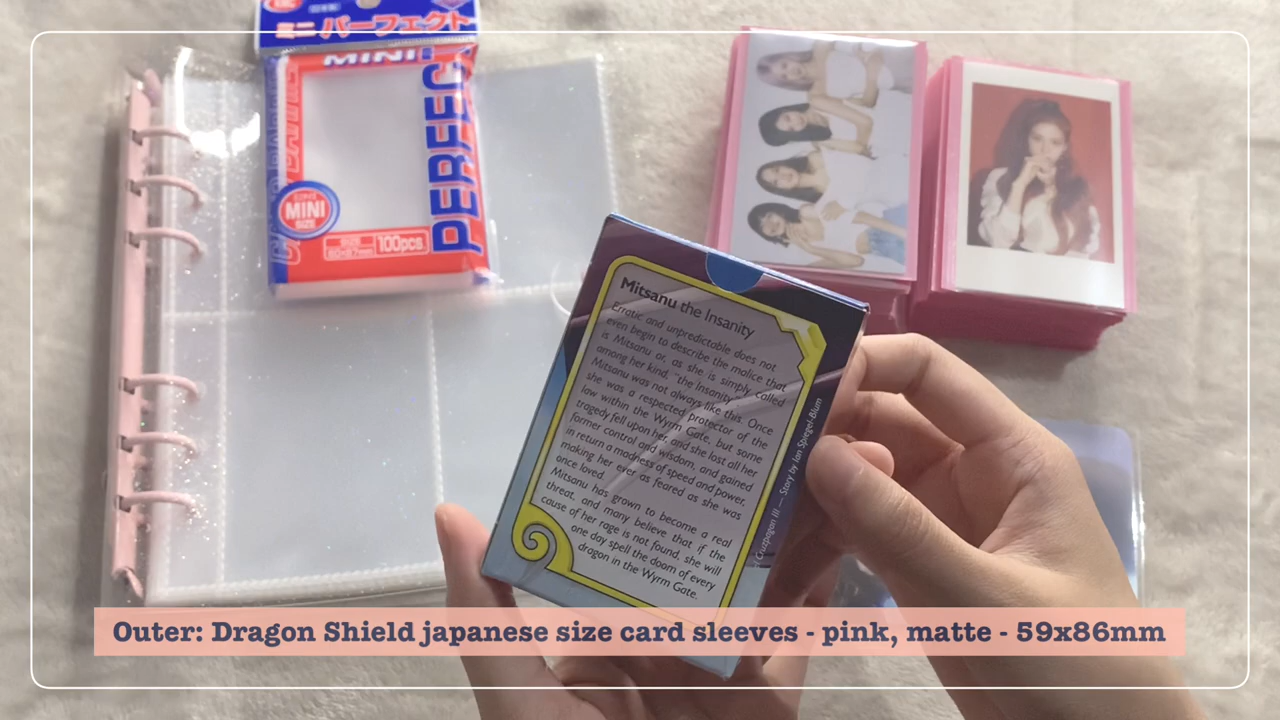 ミニ パーフェクト
MINI
PERFECT
MINI
SIZE
SIZE
60×87mm
100pcs.
Mitsanu the Insanity
Erratic and unpredictable does not
even begin to describe the malice that
is Mitsanu or, as she is simply called
among her kind, "the Insanity".
Mitsanu was not always like this. Once
she was a respected protector of the
law within the Wyrm Gate, but some
tragedy fell upon her and she lost all her
former control and wisdom, and gained
in return a madness of speed and power,
making her ever as feared as she was
once loved.
Mitsanu has grown to become a real
threat, and many believe that if the
cause of her rage is not found, she will
one day spell the doom of every
dragon in the Wyrm Gate.
Cruzpagan III — Story by Ian Spiegel-Blum
Outer: Dragon Shield japanese size card sleeves - pink, matte - 59x86mm